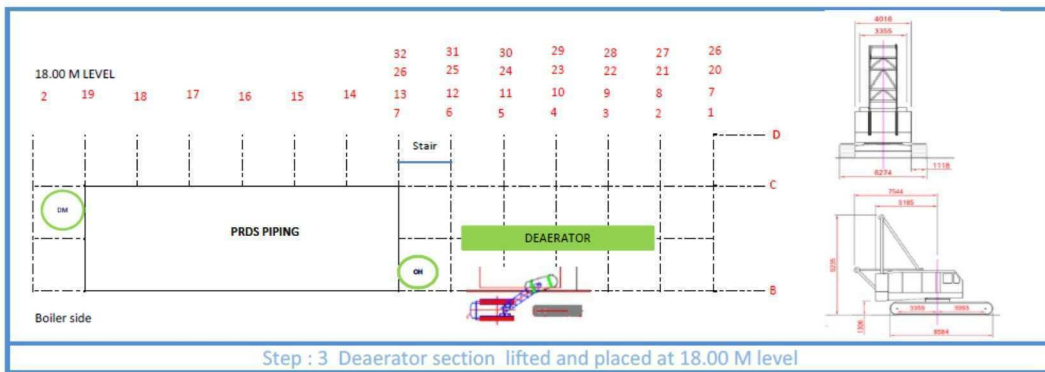 18.00 M LEVEL
32 31 30 29 28 27 26
26 25 24 23 22 21 20
2 19 18 17 16 15 14 13 12 11 10 9 8 7
7 6 5 4 3 2 1
Stair
D
C
DM
PRDS PIPING
DEAERATOR
OH
B
Boiler side
4018
3355
1118
6274
7544
Step : 3 Deaerator section lifted and placed at 18.00 M level